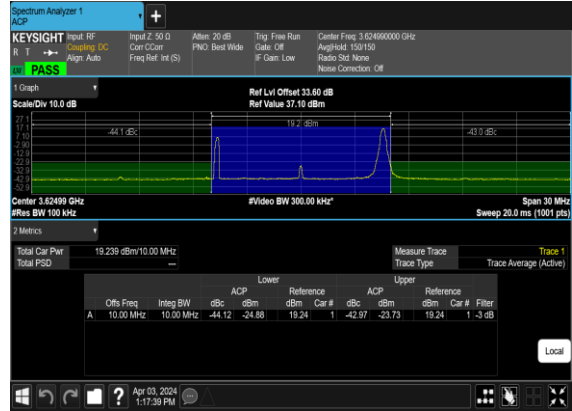 Spectrum Analyzer 1
ACP
+
KEYSIGHT Input: RF Input Z: 50 Ω Atten: 20 dB Trig: Free Run Center Freq: 3.624990000 GHz
R T Coupling: DC Corr CCorr PNO: Best Wide Gate: Off Avg|Hold: 150/150
Align: Auto Freq Ref: Int (S) IF Gain: Low Radio Std: None
PASS Noise Correction: Off
1 Graph
Ref Lvl Offset 33.60 dB
Scale/Div 10.0 dB Ref Value 37.10 dBm
27.1
17.1 19.2 dBm
7.10 -44.1 dBc -43.0 dBc
-2.90
-12.9
-22.9
-32.9
-42.9
-52.9
Center 3.62499 GHz #Video BW 300.00 kHz* Span 30 MHz
#Res BW 100 kHz Sweep 20.0 ms (1001 pts)
2 Metrics
Total Car Pwr 19.239 dBm/10.00 MHz Measure Trace Trace 1
Total PSD --- Trace Type Trace Average (Active)
Lower Upper
ACP Reference ACP Reference
Offs Freq Integ BW dBc dBm dBm Car # dBc dBm dBm Car # Filter
A 10.00 MHz 10.00 MHz -44.12 -24.88 19.24 1 -42.97 -23.73 19.24 1 -3 dB
Local
? Apr 03, 2024
1:17:39 PM